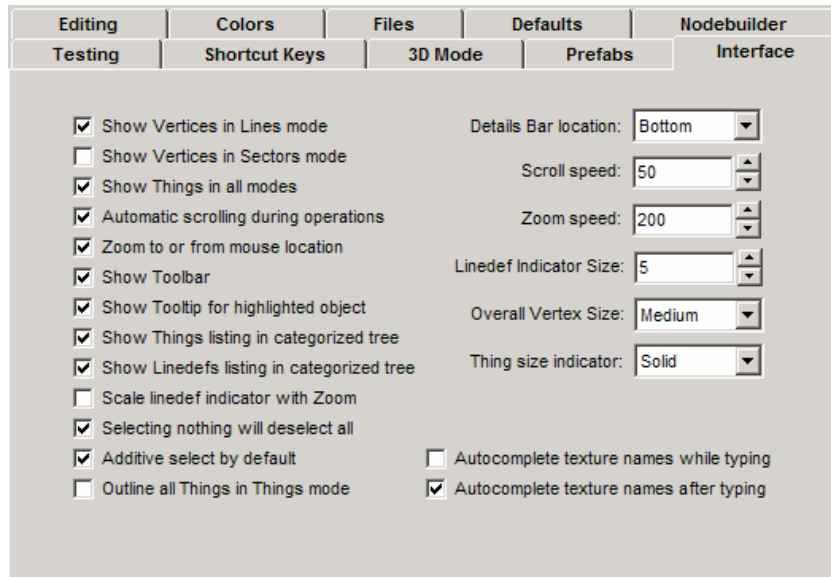 Editing Colors Files Defaults Nodebuilder
Testing Shortcut Keys 3D Mode Prefabs Interface
Show Vertices in Lines mode
Show Vertices in Sectors mode
Show Things in all modes
Automatic scrolling during operations
Zoom to or from mouse location
Show Toolbar
Show Tooltip for highlighted object
Show Things listing in categorized tree
Show Linedefs listing in categorized tree
Scale linedef indicator with Zoom
Selecting nothing will deselect all
Additive select by default
Outline all Things in Things mode
Details Bar location: Bottom
Scroll speed: 50
Zoom speed: 200
Linedef Indicator Size: 5
Overall Vertex Size: Medium
Thing size indicator: Solid
Autocomplete texture names while typing
Autocomplete texture names after typing